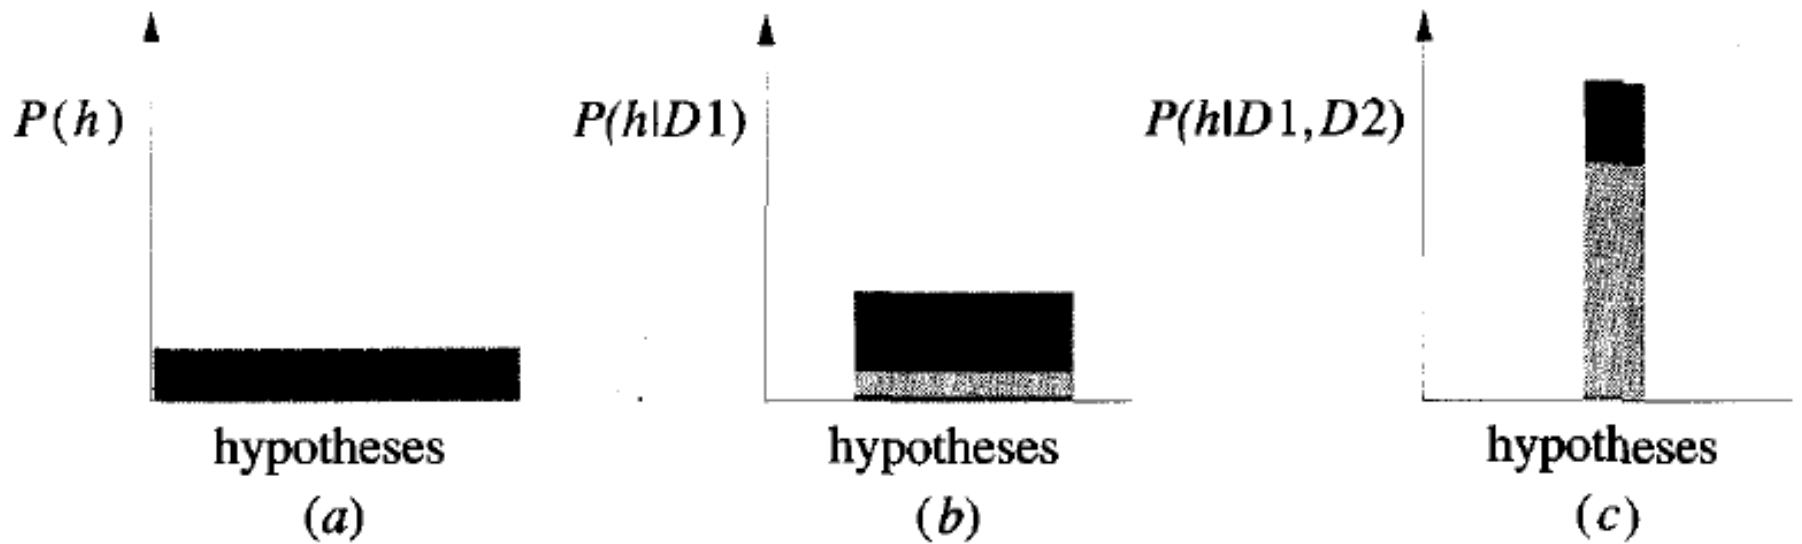 P(h)
P(h|D1)
P(h|D1,D2)
hypotheses
hypotheses
hypotheses
(a)
(b)
(c)